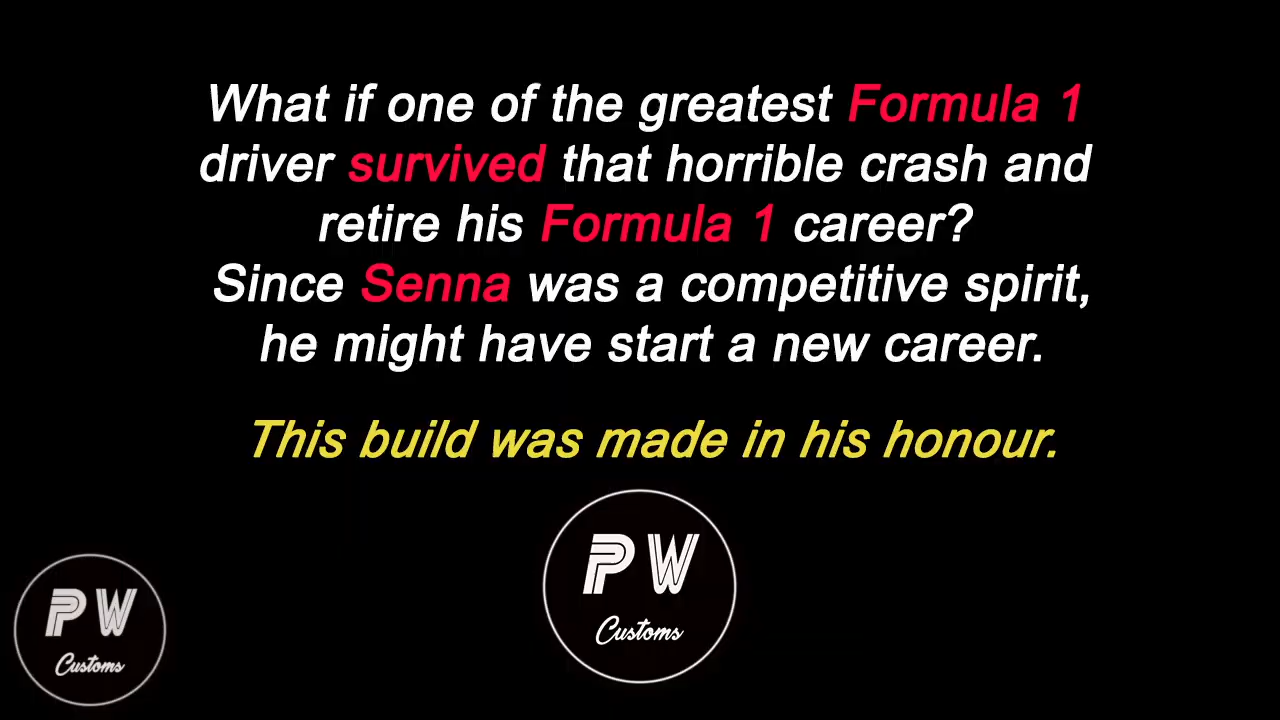 What if one of the greatest Formula 1
driver survived that horrible crash and
retire his Formula 1 career?
Since Senna was a competitive spirit,
he might have start a new career.
This build was made in his honour.
PW
Customs
PW
Customs